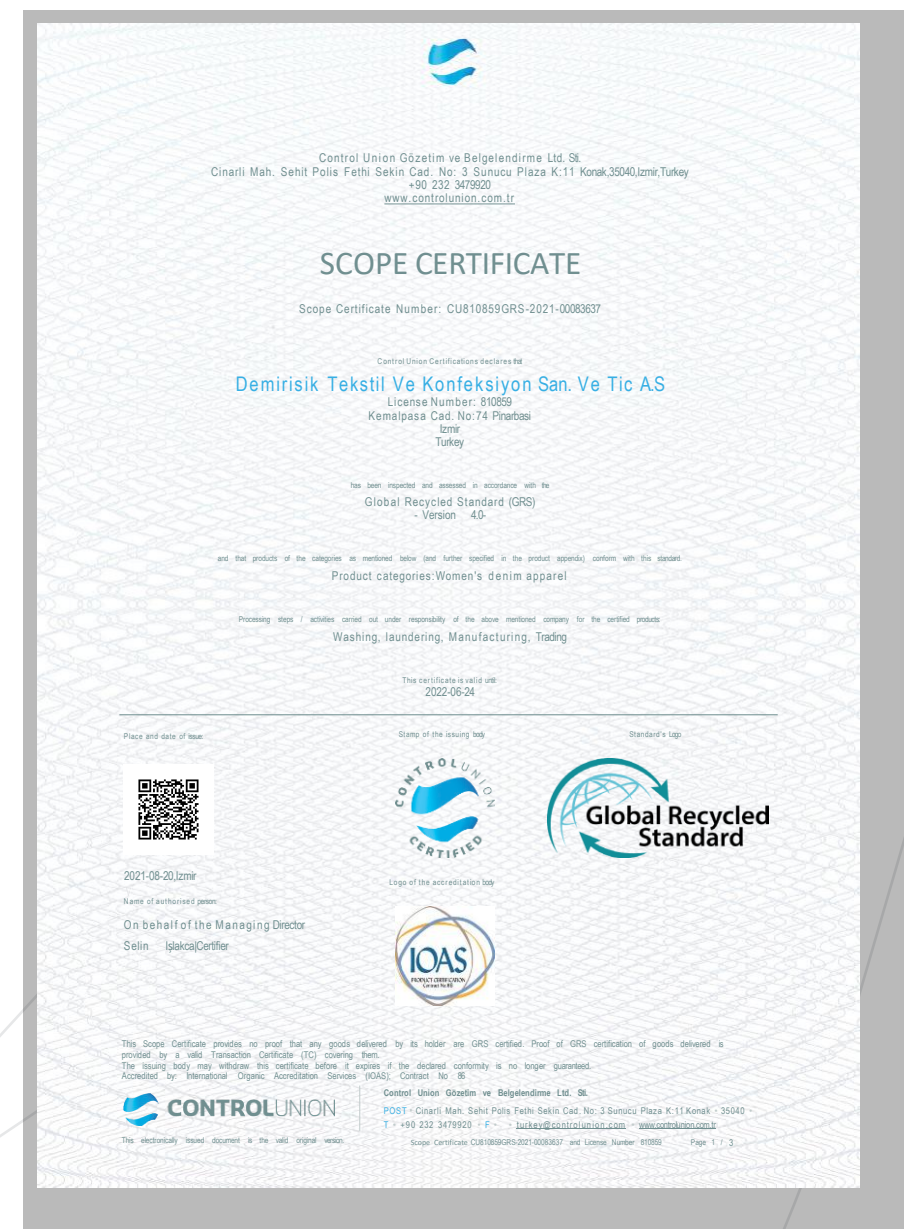 Control Union Gözetim ve Belgelendirme Ltd. Sti.
Cinarli Mah. Sehit Polis Fethi Sekin Cad. No: 3 Sunucu Plaza K:11 Konak,35040,Izmir,Turkey
+90 232 3479920
www.controlunion.com.tr
SCOPE CERTIFICATE
Scope Certificate Number: CU810859GRS-2021-00083637
Control Union Certifications declares that
Demirisik Tekstil Ve Konfeksiyon San. Ve Tic A.S
License Number: 810859
Kemalpasa Cad. No:74 Pinarbasi
Izmir
Turkey
has been inspected and assessed in accordance with the
Global Recycled Standard (GRS)
- Version 4.0-
and that products of the categories as mentioned below (and further specified in the product appendix) conform with this standard.
Product categories:Women's denim apparel
Processing steps / activities carried out under responsibility of the above mentioned company for the certified products
Washing, laundering, Manufacturing, Trading
This certificate is valid until:
2022-06-24
Place and date of issue:
Stamp of the issuing body
Standard's Logo
CONTROLUNION
CERTIFIED
Global Recycled
Standard
2021-08-20,Izmir
Logo of the accreditation body
Name of authorised person:
On behalf of the Managing Director
Selin Işlakca|Certifier
IOAS
PRODUCT CERTIFICATION
Contract No 86
This Scope Certificate provides no proof that any goods delivered by its holder are GRS certified. Proof of GRS certification of goods delivered is
provided by a valid Transaction Certificate (TC) covering them.
The issuing body may withdraw this certificate before it expires if the declared conformity is no longer guaranteed.
Accredited by: International Organic Accreditation Services (IOAS); Contract No : 86
CONTROLUNION
Control Union Gözetim ve Belgelendirme Ltd. Sti.
POST • Cinarli Mah. Sehit Polis Fethi Sekin Cad. No: 3 Sunucu Plaza K:11 Konak • 35040
T • +90 232 3479920 • F • • turkey@controlunion.com • www.controlunion.com.tr
This electronically issued document is the valid original version.
Scope Certificate CU810859GRS-2021-00083637 and License Number 810859 Page 1 / 3